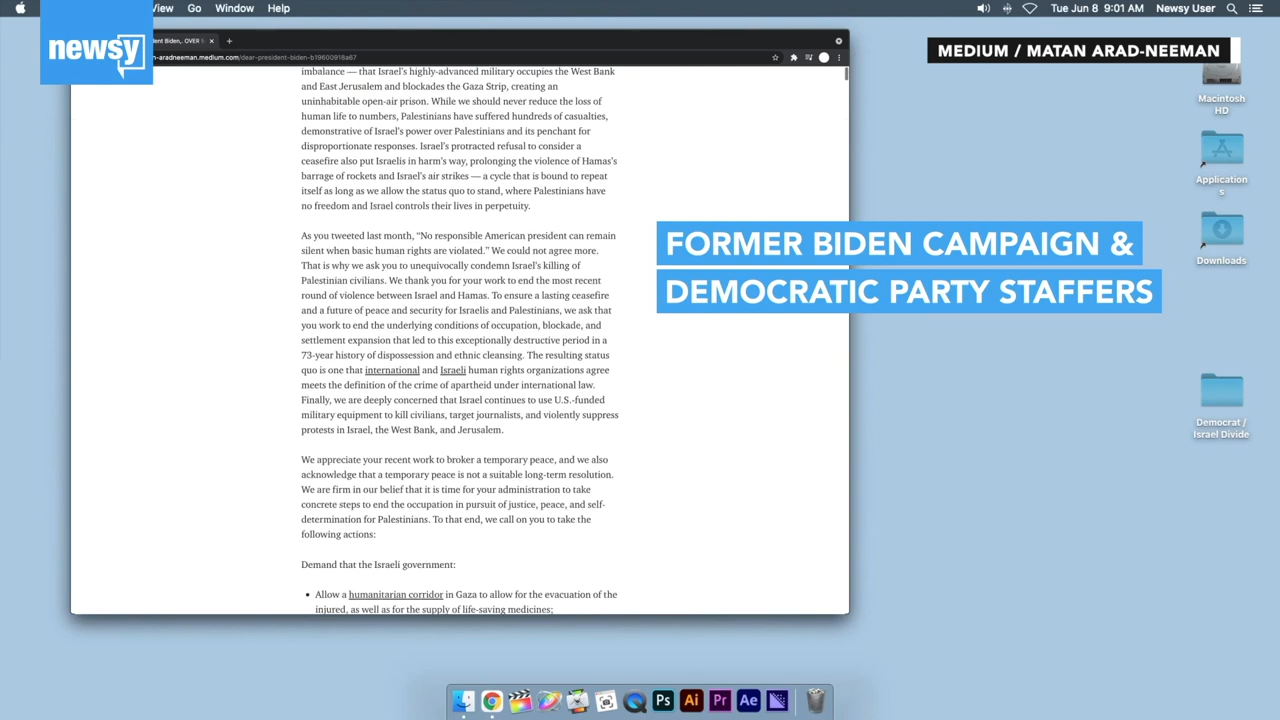 View Go Window Help
Tue Jun 8 9:01 AM Newsy User
newsy
dent Biden, OVER
n-aradneeman.medium.com/dear-president-biden-b19600918a67
MEDIUM / MATAN ARAD-NEEMAN
Macintosh
HD
Application
s
Downloads
Democrat /
Israel Divide
FORMER BIDEN CAMPAIGN &
DEMOCRATIC PARTY STAFFERS
imbalance — that Israel's highly-advanced military occupies the West Bank
and East Jerusalem and blockades the Gaza Strip, creating an
uninhabitable open-air prison. While we should never reduce the loss of
human life to numbers, Palestinians have suffered hundreds of casualties,
demonstrative of Israel's power over Palestinians and its penchant for
disproportionate responses. Israel's protracted refusal to consider a
ceasefire also put Israelis in harm's way, prolonging the violence of Hamas's
barrage of rockets and Israel's air strikes — a cycle that is bound to repeat
itself as long as we allow the status quo to stand, where Palestinians have
no freedom and Israel controls their lives in perpetuity.
As you tweeted last month, “No responsible American president can remain
silent when basic human rights are violated.” We could not agree more.
That is why we ask you to unequivocally condemn Israel's killing of
Palestinian civilians. We thank you for your work to end the most recent
round of violence between Israel and Hamas. To ensure a lasting ceasefire
and a future of peace and security for Israelis and Palestinians, we ask that
you work to end the underlying conditions of occupation, blockade, and
settlement expansion that led to this exceptionally destructive period in a
73-year history of dispossession and ethnic cleansing. The resulting status
quo is one that international and Israeli human rights organizations agree
meets the definition of the crime of apartheid under international law.
Finally, we are deeply concerned that Israel continues to use U.S.-funded
military equipment to kill civilians, target journalists, and violently suppress
protests in Israel, the West Bank, and Jerusalem.
We appreciate your recent work to broker a temporary peace, and we also
acknowledge that a temporary peace is not a suitable long-term resolution.
We are firm in our belief that it is time for your administration to take
concrete steps to end the occupation in pursuit of justice, peace, and self-
determination for Palestinians. To that end, we call on you to take the
following actions:
Demand that the Israeli government:
• Allow a humanitarian corridor in Gaza to allow for the evacuation of the
injured, as well as for the supply of life-saving medicines;
Ps Ai Pr Ae